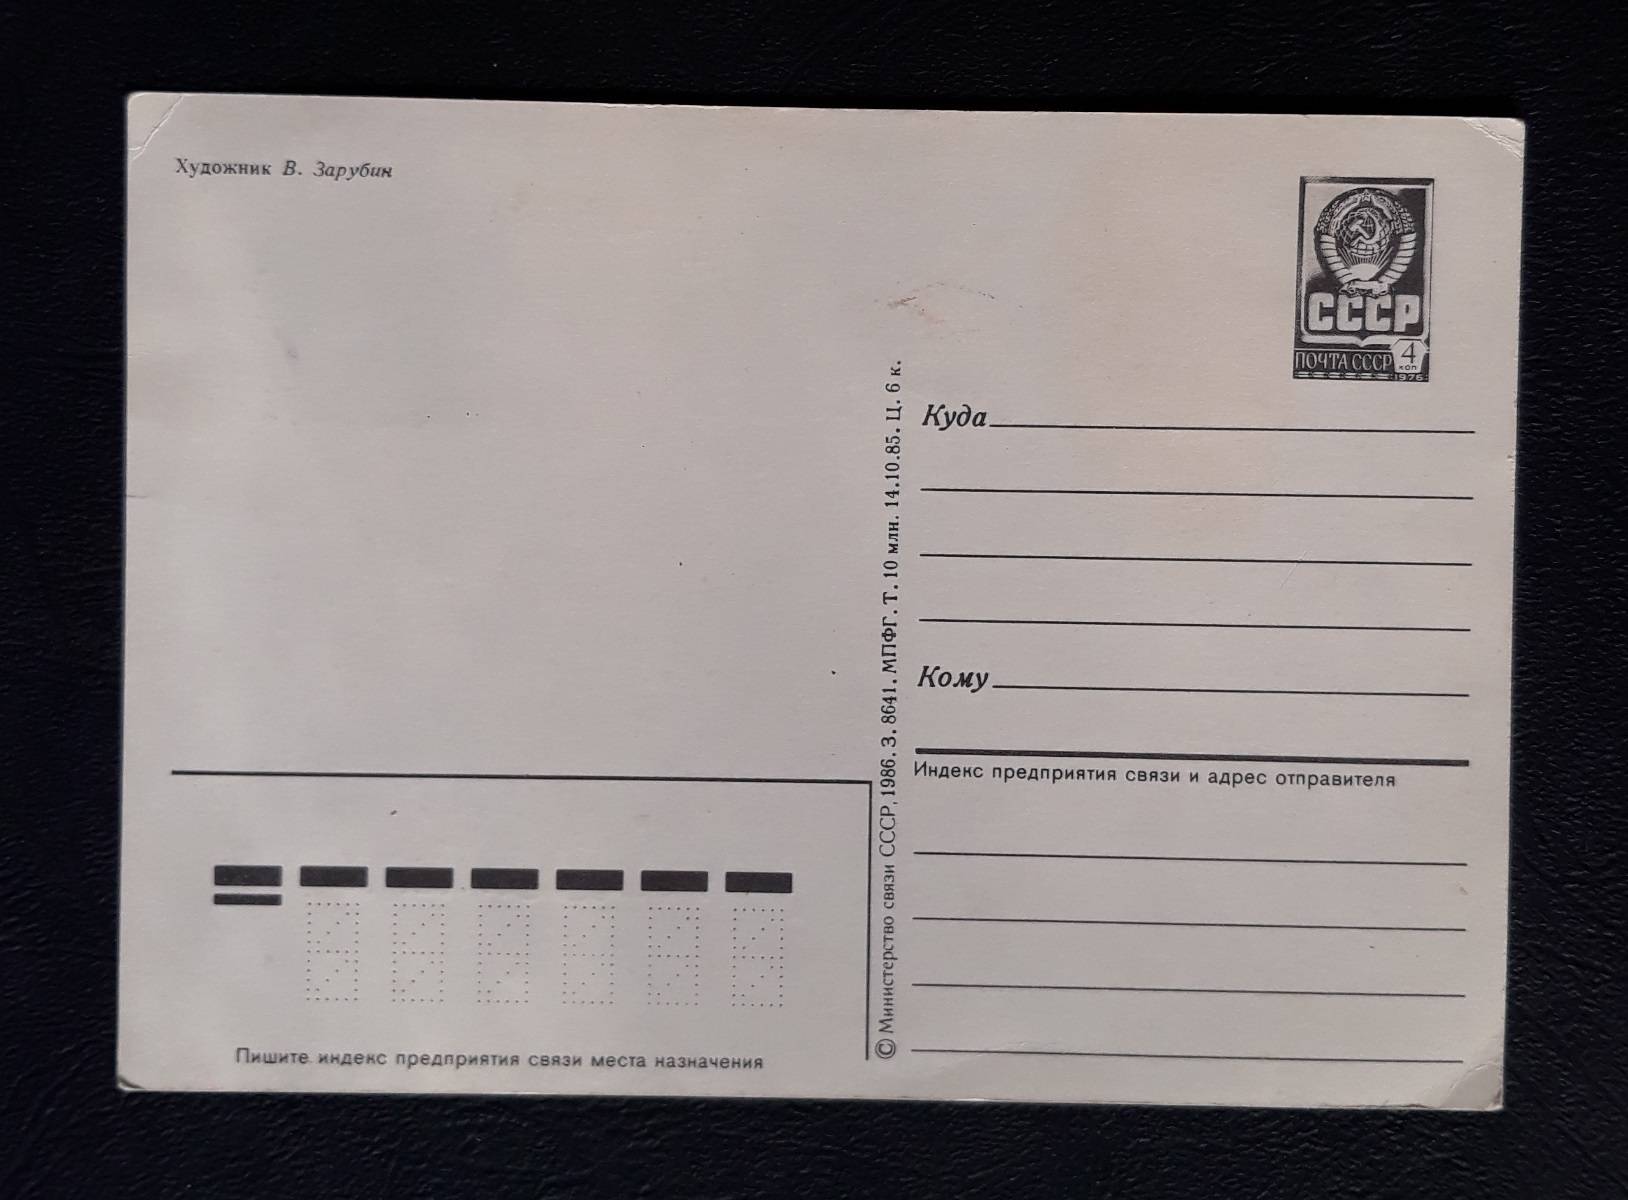 Художник В. Зарубин
СССР
ПОЧТА СССР 4
коп
1976
Куда
Кому
Индекс предприятия связи и адрес отправителя
© Министерство связи СССР, 1986. З. 8641. МПФГ. Т. 10 млн. 14.10.85. Ц. 6 к.
Пишите индекс предприятия связи места назначения